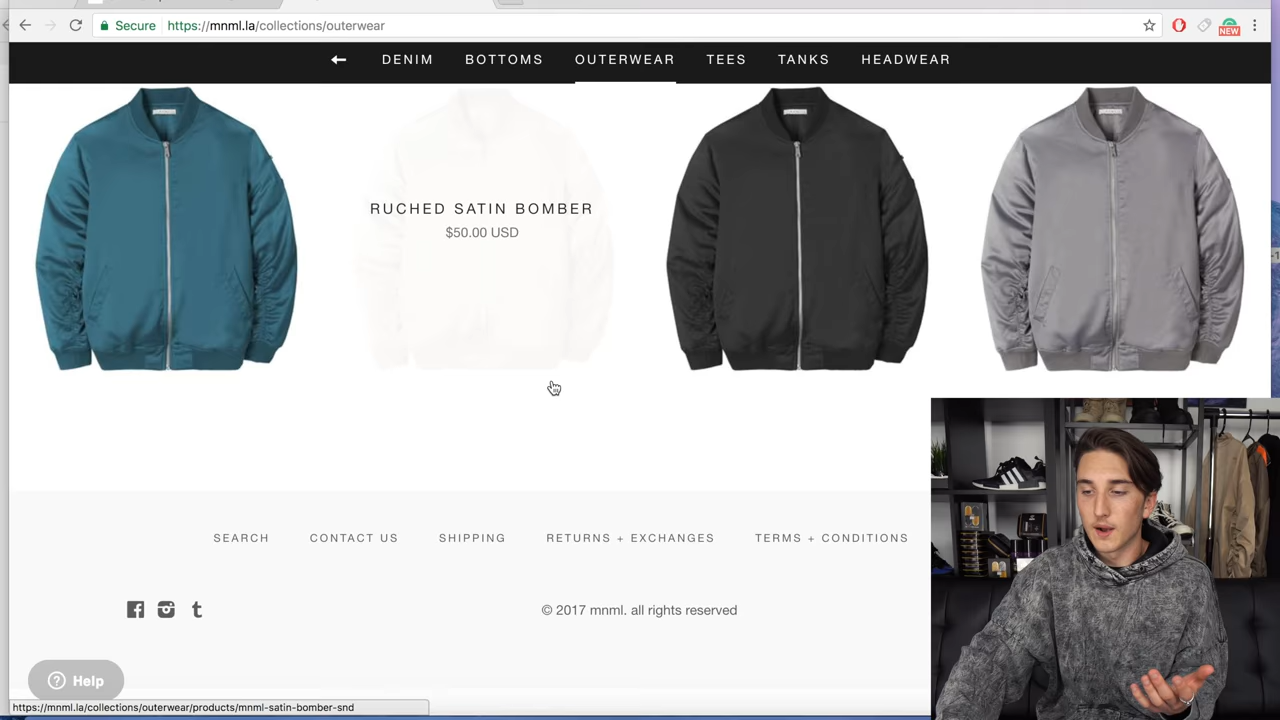 Secure https://mnml.la/collections/outerwear
NEW
DENIM BOTTOMS OUTERWEAR TEES TANKS HEADWEAR
RUCHED SATIN BOMBER
$50.00 USD
SEARCH CONTACT US SHIPPING RETURNS + EXCHANGES TERMS + CONDITIONS
© 2017 mnml. all rights reserved
? Help
https://mnml.la/collections/outerwear/products/mnml-satin-bomber-snd